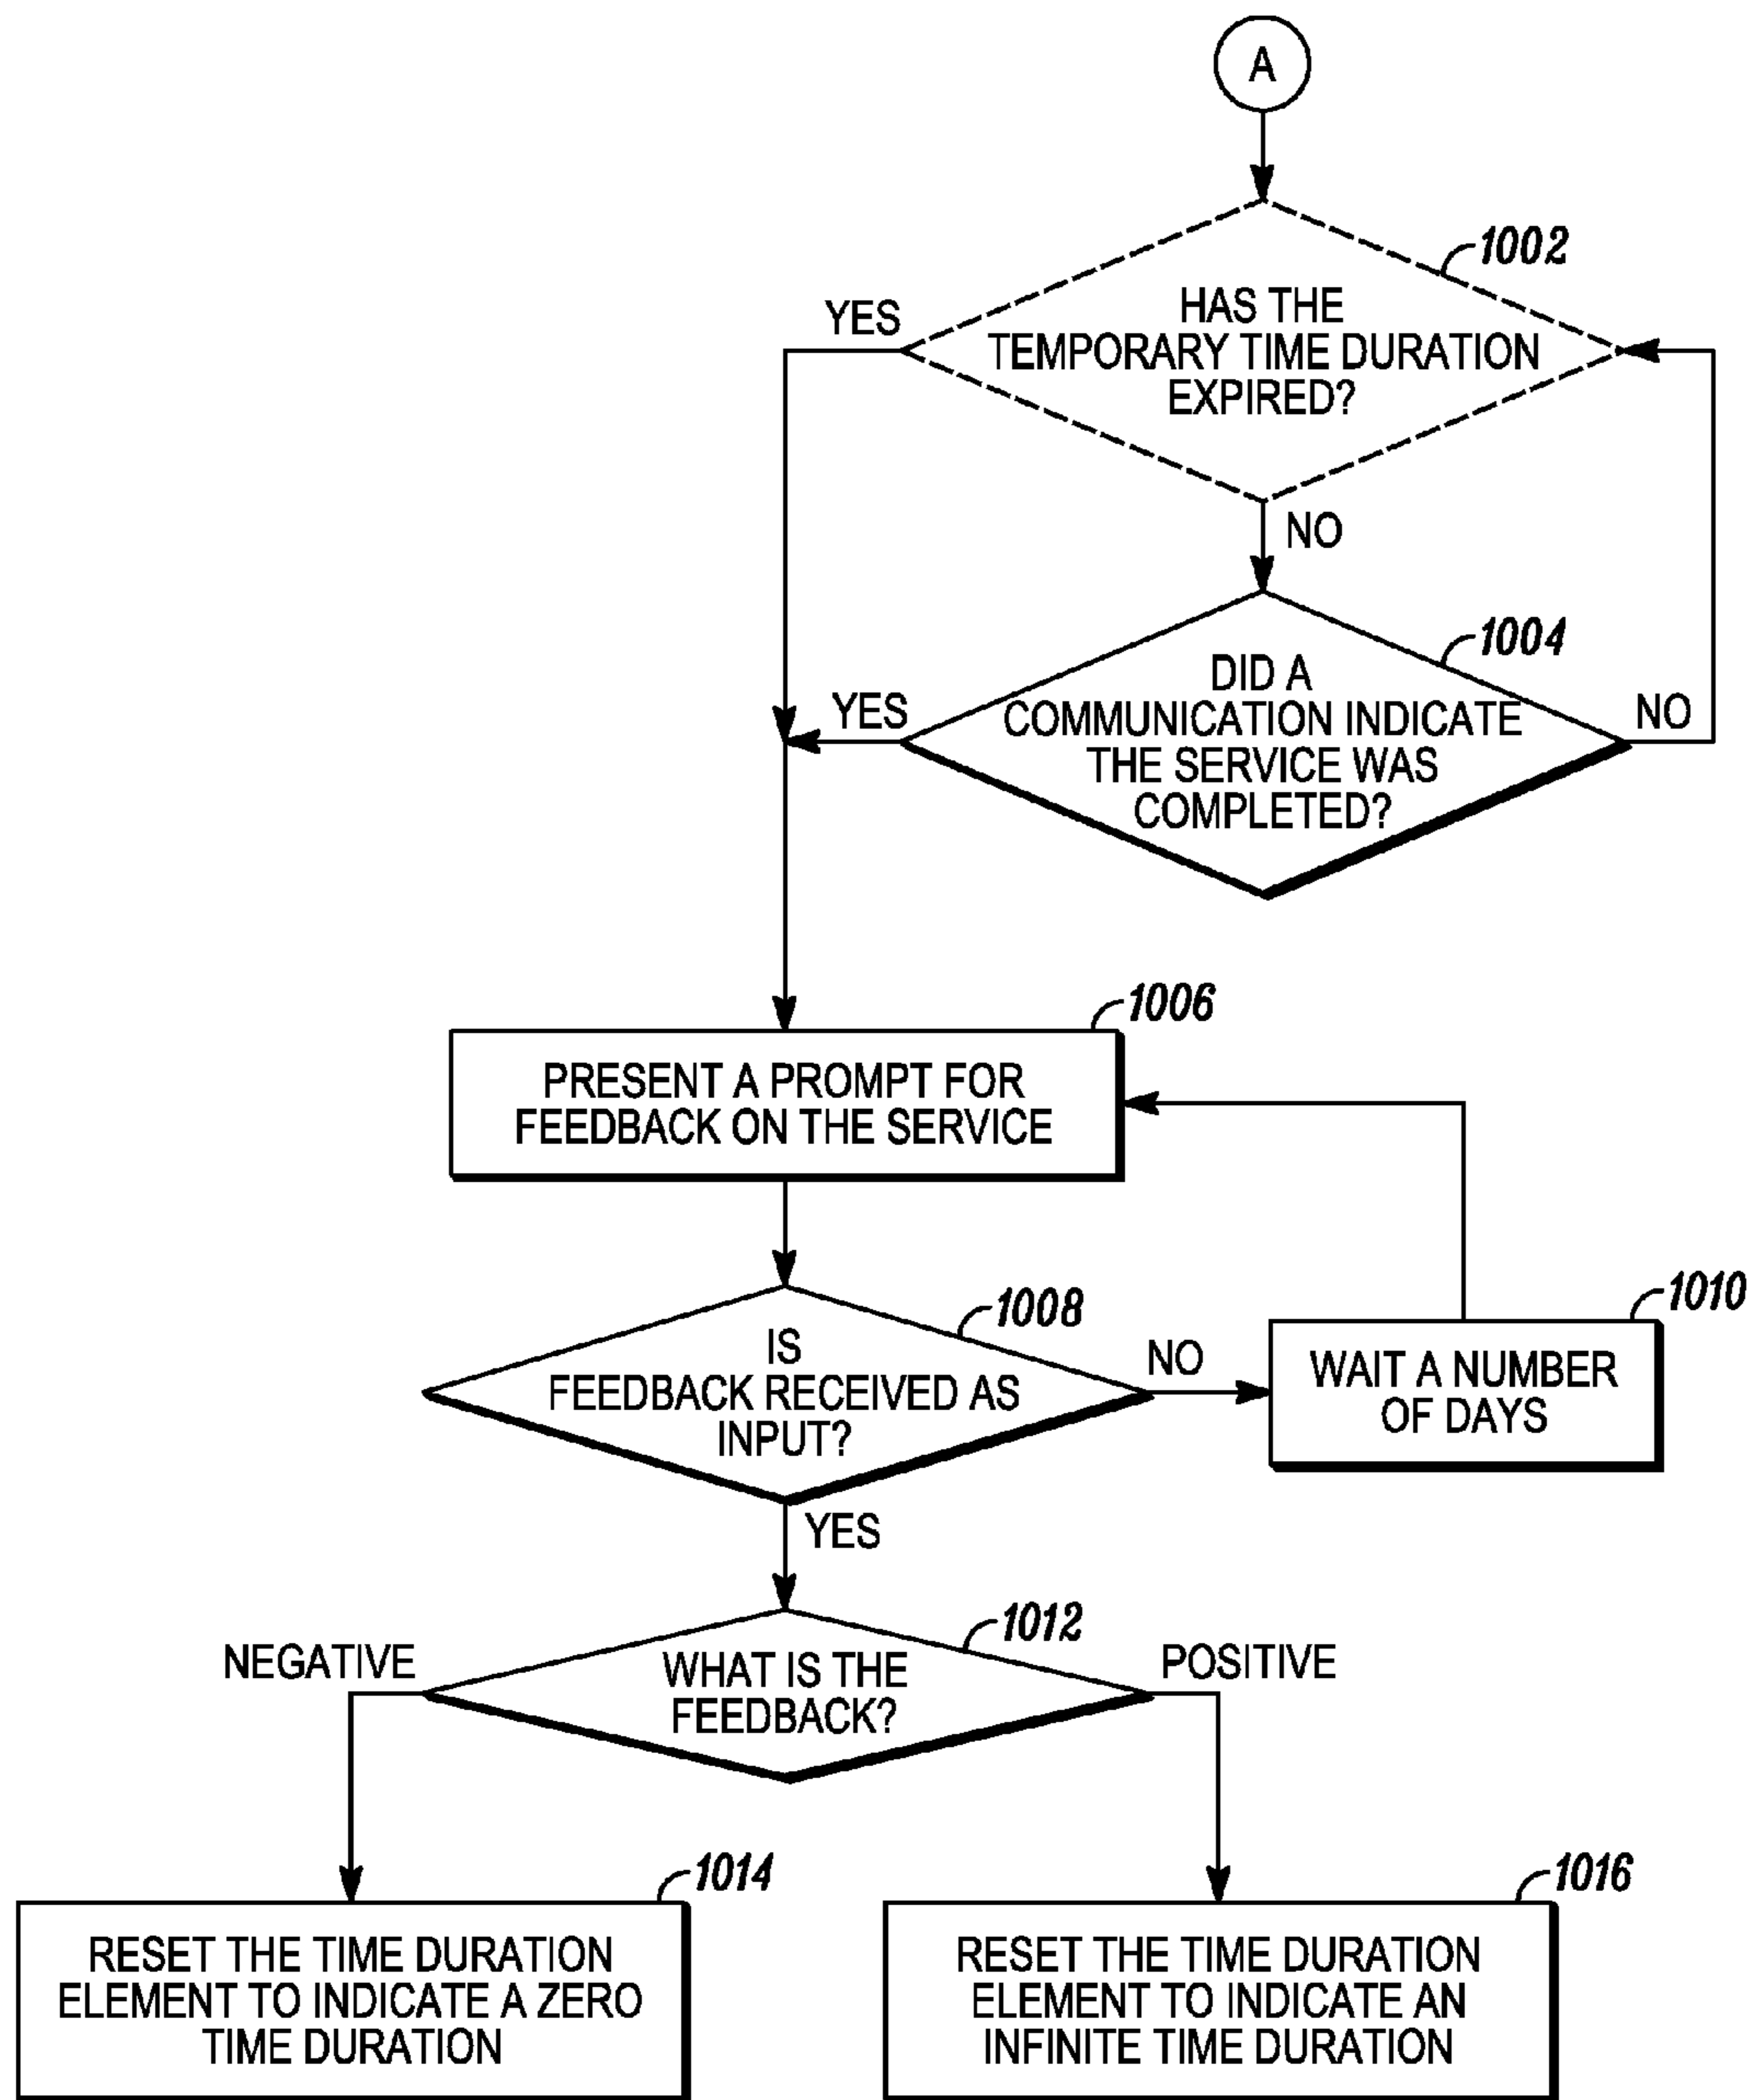 A
1002
YES
HAS THE
TEMPORARY TIME DURATION
EXPIRED?
NO
1004
YES
DID A
COMMUNICATION INDICATE
THE SERVICE WAS
COMPLETED?
NO
1006
PRESENT A PROMPT FOR
FEEDBACK ON THE SERVICE
1008
IS
FEEDBACK RECEIVED AS
INPUT?
NO
1010
WAIT A NUMBER
OF DAYS
YES
1012
NEGATIVE
WHAT IS THE
FEEDBACK?
POSITIVE
1014
RESET THE TIME DURATION
ELEMENT TO INDICATE A ZERO
TIME DURATION
1016
RESET THE TIME DURATION
ELEMENT TO INDICATE AN
INFINITE TIME DURATION